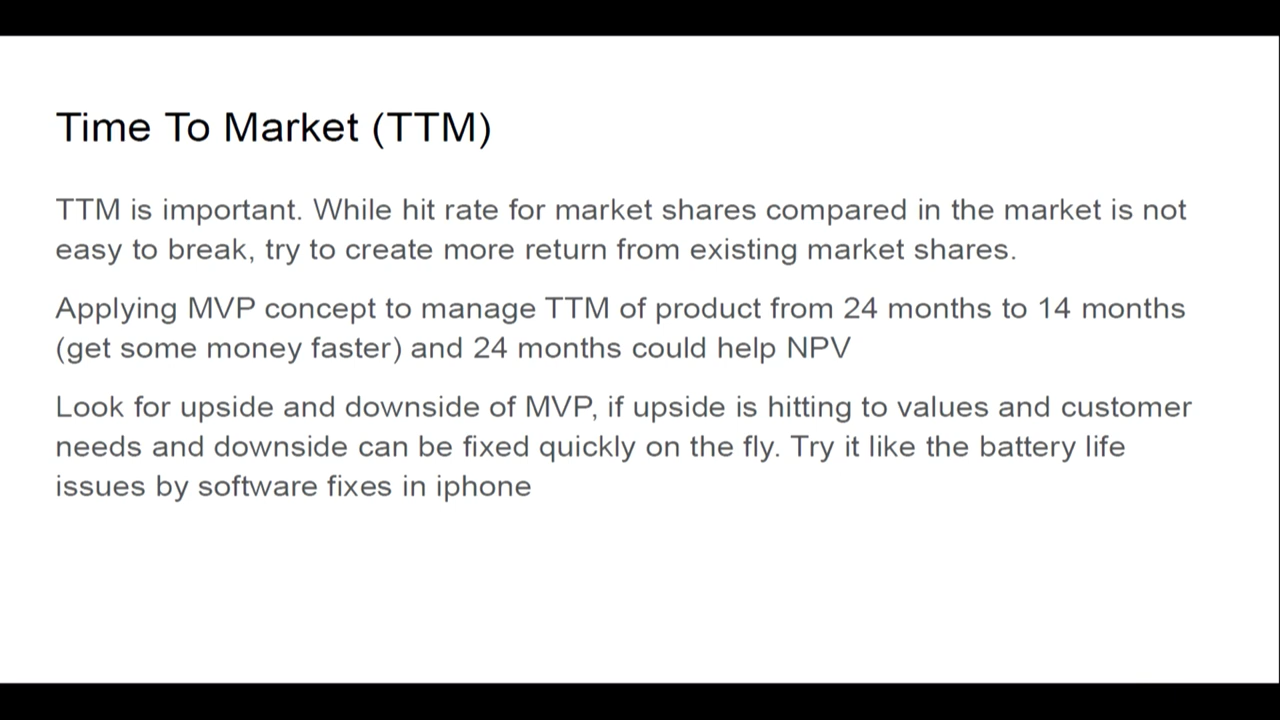 Time To Market (TTM)
TTM is important. While hit rate for market shares compared in the market is not
easy to break, try to create more return from existing market shares.
Applying MVP concept to manage TTM of product from 24 months to 14 months
(get some money faster) and 24 months could help NPV
Look for upside and downside of MVP, if upside is hitting to values and customer
needs and downside can be fixed quickly on the fly. Try it like the battery life
issues by software fixes in iphone